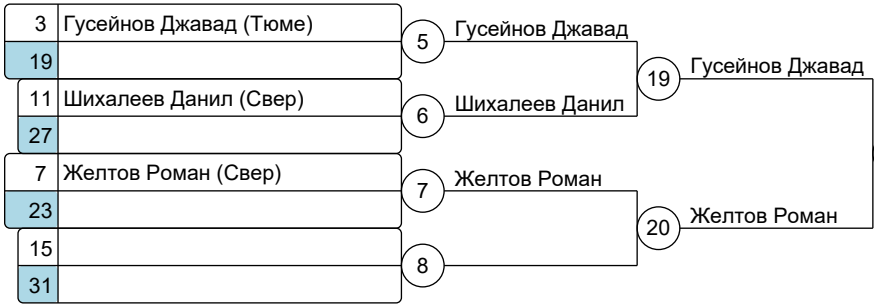 3 Гусейнов Джавад (Тюме)
19
5 Гусейнов Джавад
11 Шихалеев Данил (Свер)
27
6 Шихалеев Данил
19 Гусейнов Джавад
7 Желтов Роман (Свер)
23
7 Желтов Роман
15
31
8
20 Желтов Роман